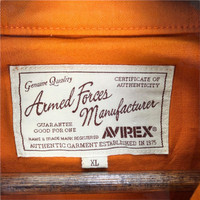 Genuine Quality
CERTIFICATE OF
AUTHENTICITY
Armed Forces
Manufacturer
GUARANTEE
GOOD FOR ONE
NAME & TRADE MARK REGISTERED
AVIREX
AUTHENTIC GARMENT ESTABLISHED IN 1975
XL